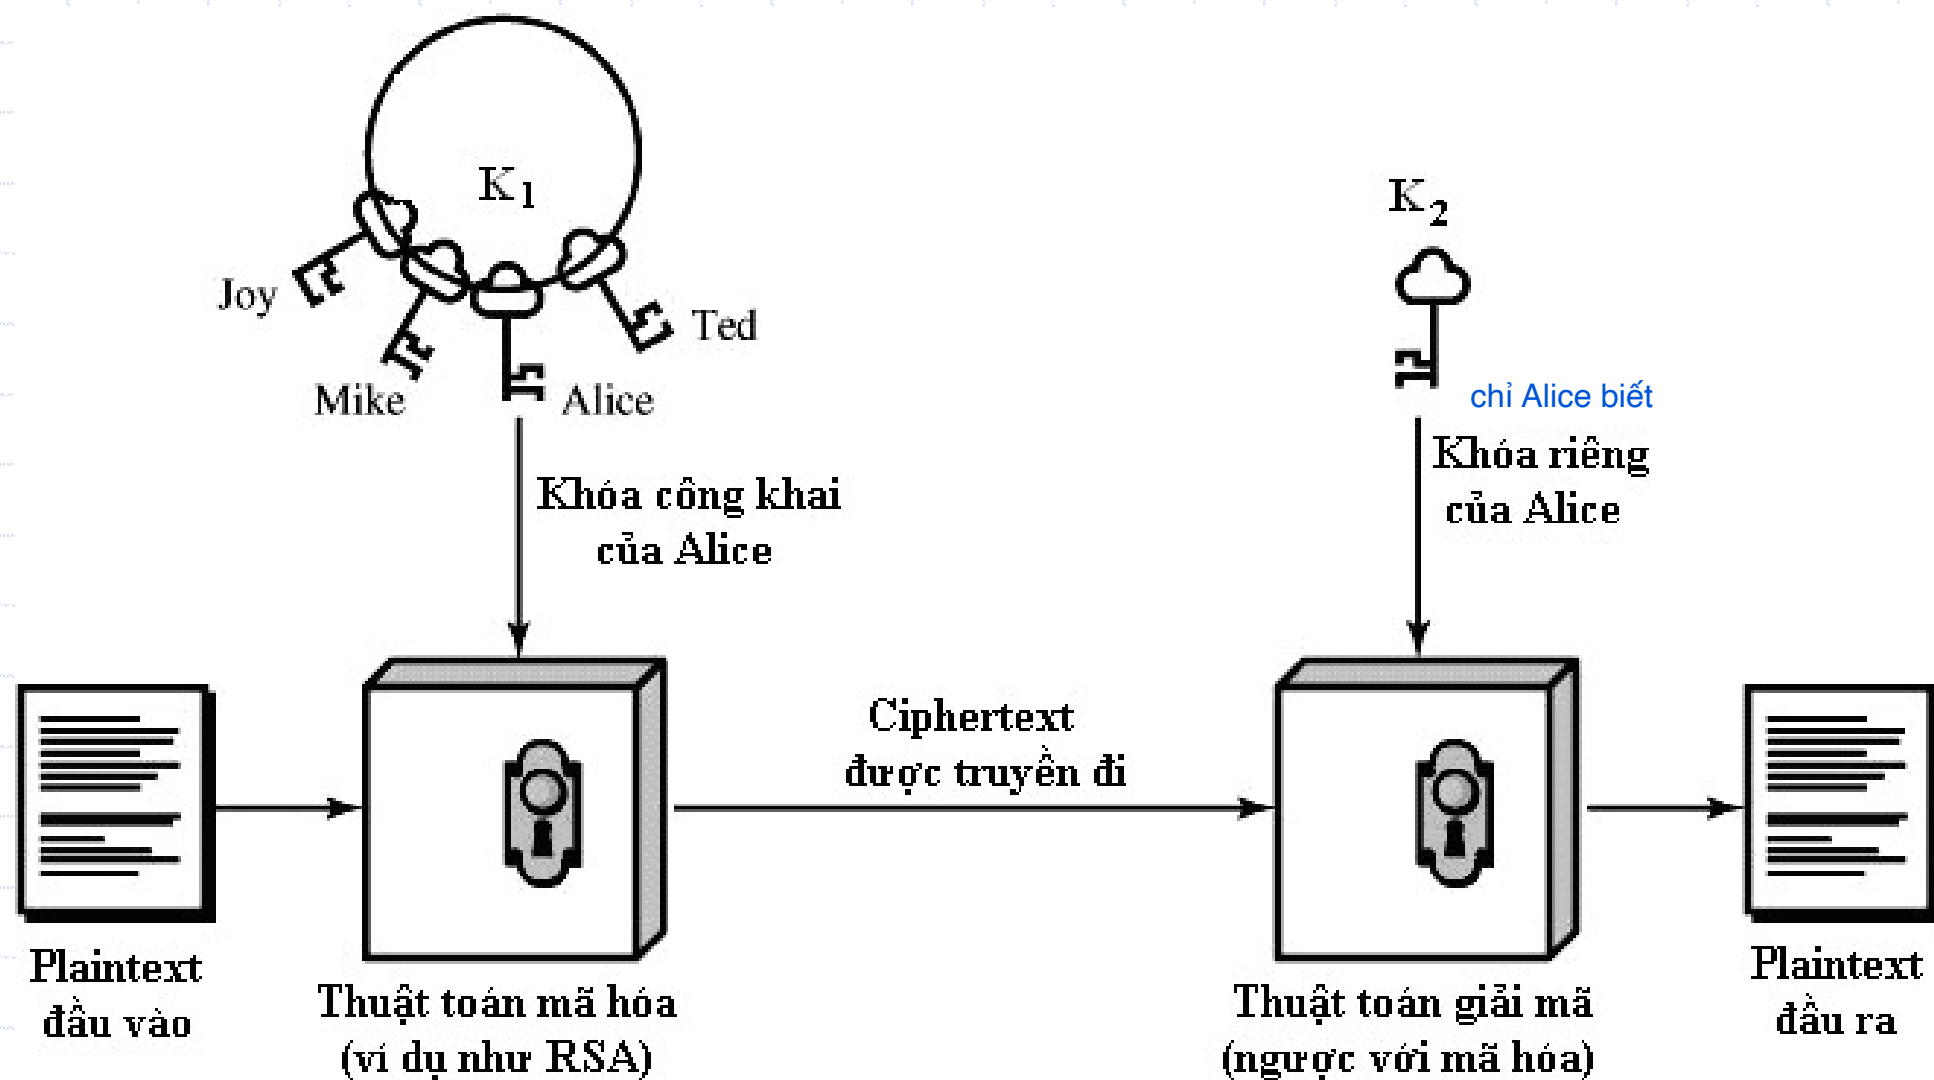 K1
Joy
Mike
Alice
Ted
Khóa công khai
của Alice
K2
chỉ Alice biết
Khóa riêng
của Alice
Plaintext
đầu vào
Thuật toán mã hóa
(ví dụ như RSA)
Ciphertext
được truyền đi
Thuật toán giải mã
(ngược với mã hóa)
Plaintext
đầu ra